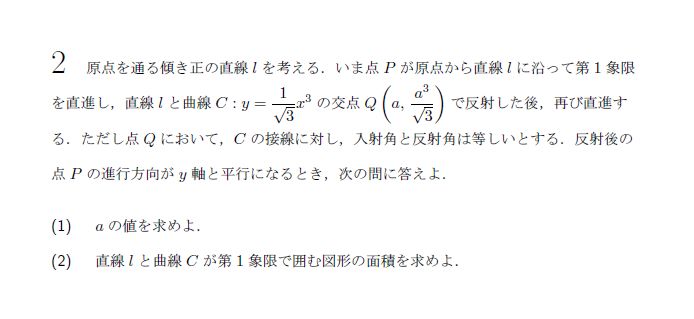 2 原点を通る傾き正の直線 l を考える．いま点 P が原点から直線 l に沿って第 1 象限
を直進し，直線 l と曲線 C : y = \frac{1}{\sqrt{3}}x^3 の交点 Q\left(a, \frac{a^3}{\sqrt{3}}\right) で反射した後，再び直進す
る．ただし点 Q において，C の接線に対し，入射角と反射角は等しいとする．反射後の
点 P の進行方向が y 軸と平行になるとき，次の問に答えよ．
(1) a の値を求めよ．
(2) 直線 l と曲線 C が第 1 象限で囲む図形の面積を求めよ．